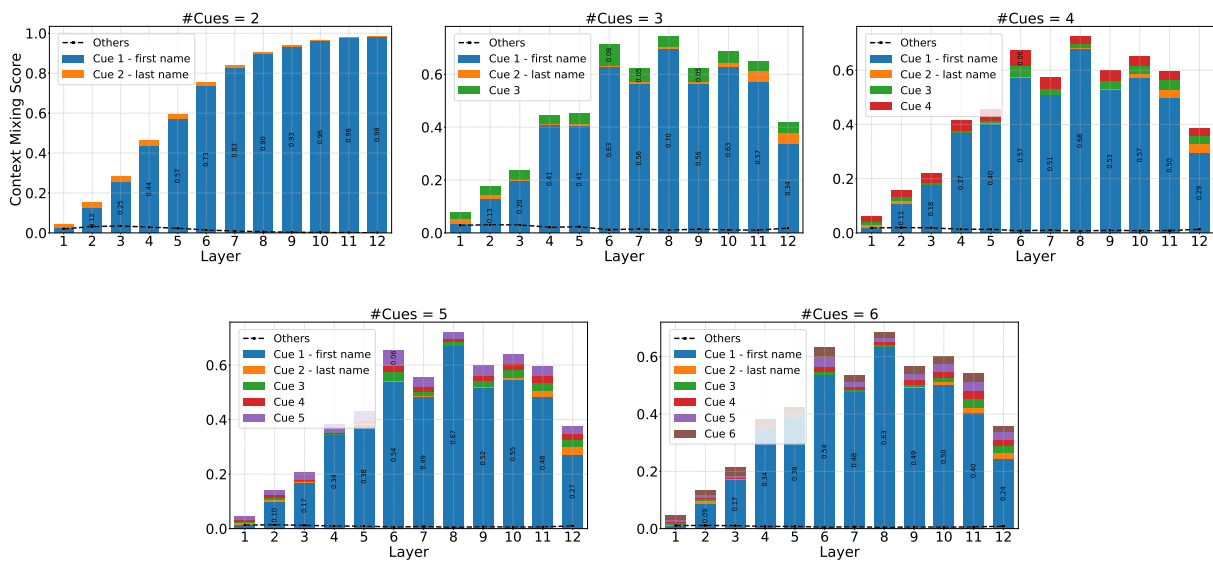 #Cues = 2
Context Mixing Score
1.0
0.8
0.6
0.4
0.2
0.0
Others
Cue 1 - first name
Cue 2 - last name
0.12
0.25
0.44
0.57
0.73
0.83
0.90
0.93
0.96
0.98
0.98
1 2 3 4 5 6 7 8 9 10 11 12
Layer
#Cues = 3
0.6
0.4
0.2
0.0
Others
Cue 1 - first name
Cue 2 - last name
Cue 3
0.13
0.20
0.41
0.41
0.63
0.08
0.56
0.05
0.70
0.56
0.05
0.63
0.57
0.34
1 2 3 4 5 6 7 8 9 10 11 12
Layer
#Cues = 4
0.6
0.4
0.2
0.0
Others
Cue 1 - first name
Cue 2 - last name
Cue 3
Cue 4
0.11
0.18
0.37
0.40
0.57
0.06
0.51
0.68
0.53
0.57
0.50
0.29
1 2 3 4 5 6 7 8 9 10 11 12
Layer
#Cues = 5
0.6
0.4
0.2
0.0
Others
Cue 1 - first name
Cue 2 - last name
Cue 3
Cue 4
Cue 5
0.10
0.17
0.34
0.38
0.54
0.06
0.49
0.67
0.52
0.55
0.48
0.27
1 2 3 4 5 6 7 8 9 10 11 12
Layer
#Cues = 6
0.6
0.4
0.2
0.0
Others
Cue 1 - first name
Cue 2 - last name
Cue 3
Cue 4
Cue 5
Cue 6
0.09
0.17
0.34
0.38
0.54
0.48
0.63
0.49
0.50
0.40
0.24
1 2 3 4 5 6 7 8 9 10 11 12
Layer